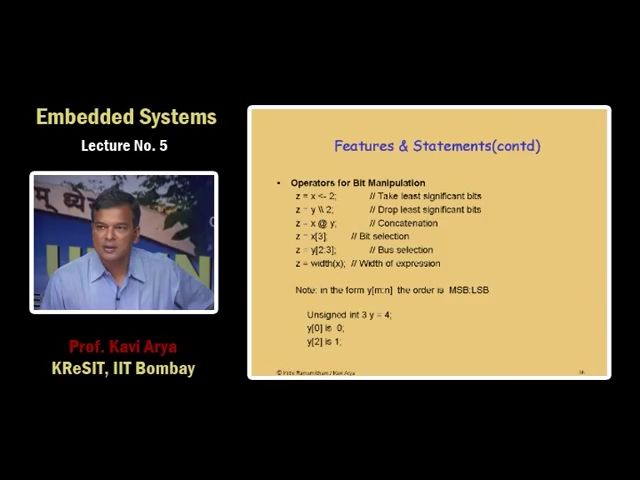 Embedded Systems
Lecture No. 5
Prof. Kavi Arya
KReSIT, IIT Bombay
Features & Statements(contd)
• Operators for Bit Manipulation
z = x <- 2; // Take least significant bits
z = y \\ 2; // Drop least significant bits
z = x @ y; // Concatenation
z = x[3]; // Bit selection
z = y[2:3]; // Bus selection
z = width(x); // Width of expression
Note: in the form y[m:n] the order is MSB:LSB
Unsigned int 3 y = 4;
y[0] is 0;
y[2] is 1;
/ Kavi Arya